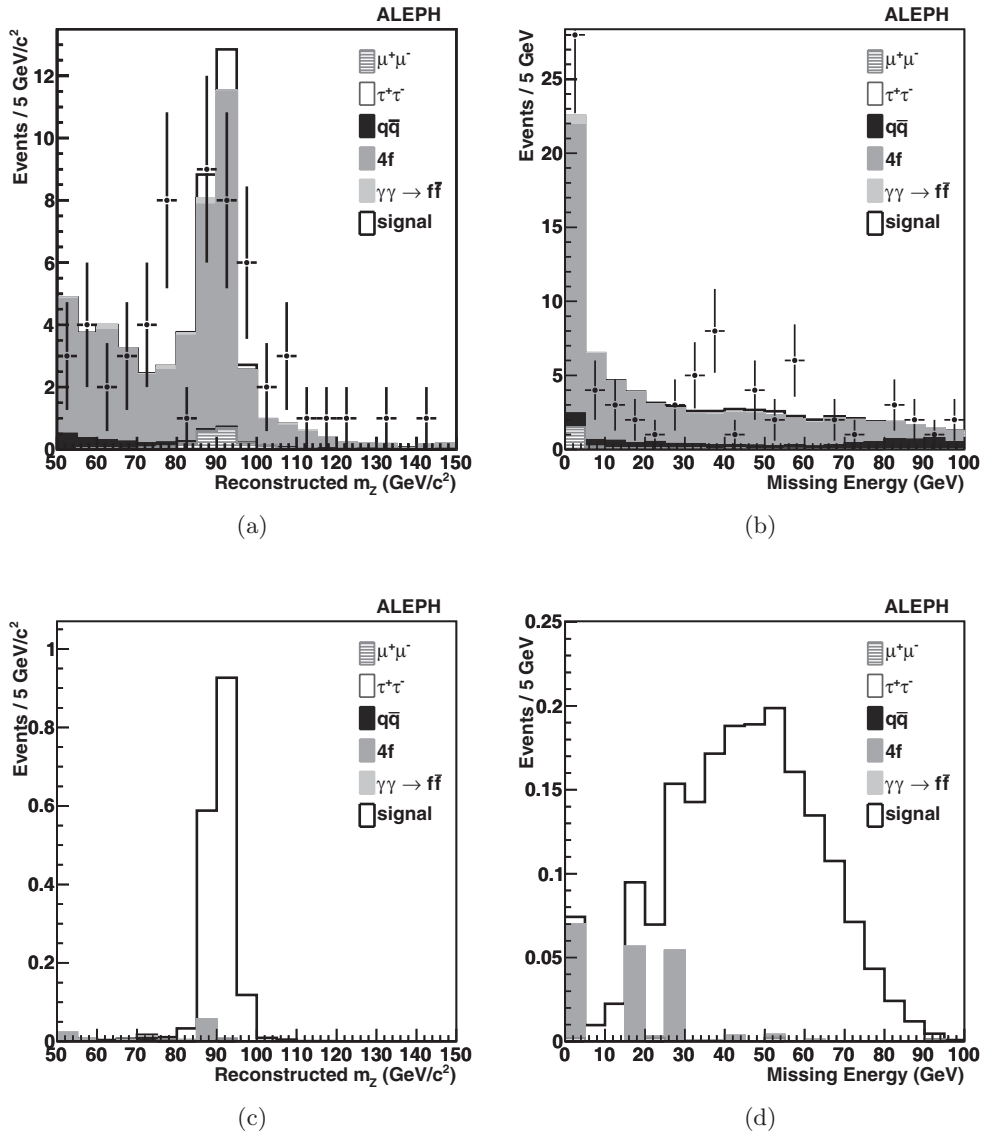 ALEPH
Events / 5 GeV/c²
12
10
8
6
4
2
0
μ⁺μ⁻
τ⁺τ⁻
qq̅
4f
γγ → ff̅
signal
50 60 70 80 90 100 110 120 130 140 150
Reconstructed m_Z (GeV/c²)
(a)
ALEPH
Events / 5 GeV
25
20
15
10
5
0
μ⁺μ⁻
τ⁺τ⁻
qq̅
4f
γγ → ff̅
signal
0 10 20 30 40 50 60 70 80 90 100
Missing Energy (GeV)
(b)
ALEPH
Events / 5 GeV/c²
1
0.8
0.6
0.4
0.2
0
μ⁺μ⁻
τ⁺τ⁻
qq̅
4f
γγ → ff̅
signal
50 60 70 80 90 100 110 120 130 140 150
Reconstructed m_Z (GeV/c²)
(c)
ALEPH
Events / 5 GeV
0.25
0.2
0.15
0.1
0.05
0
μ⁺μ⁻
τ⁺τ⁻
qq̅
4f
γγ → ff̅
signal
0 10 20 30 40 50 60 70 80 90 100
Missing Energy (GeV)
(d)